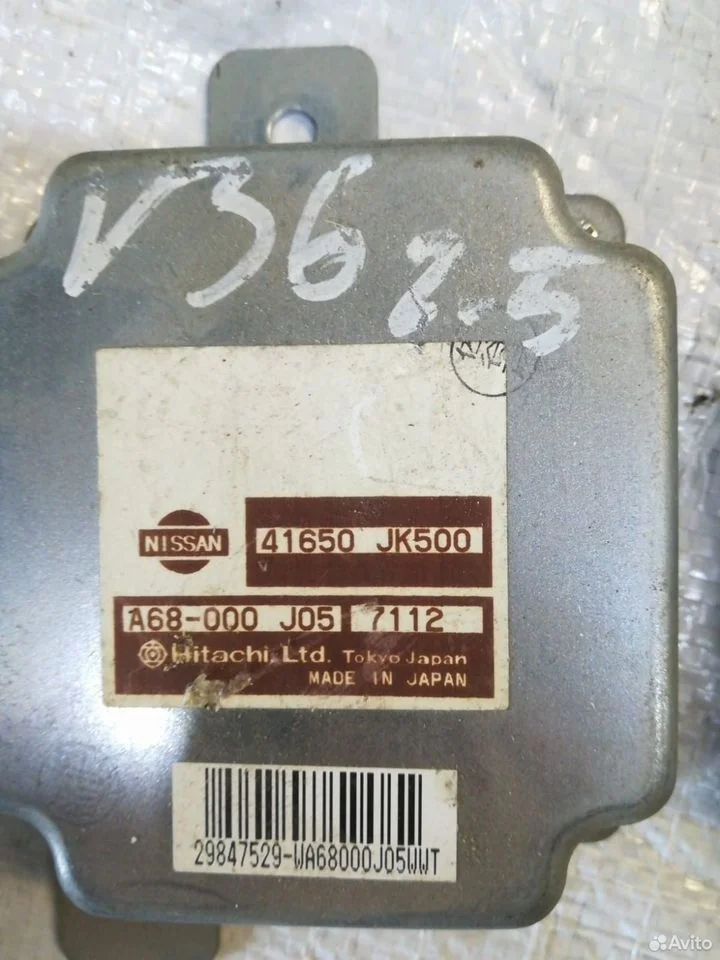 V36 2.5
NISSAN
41650 JK500
A68-000 J05 7112
Hitachi, Ltd. Tokyo Japan
MADE IN JAPAN
29847529-WA68000J05WWT
Avito